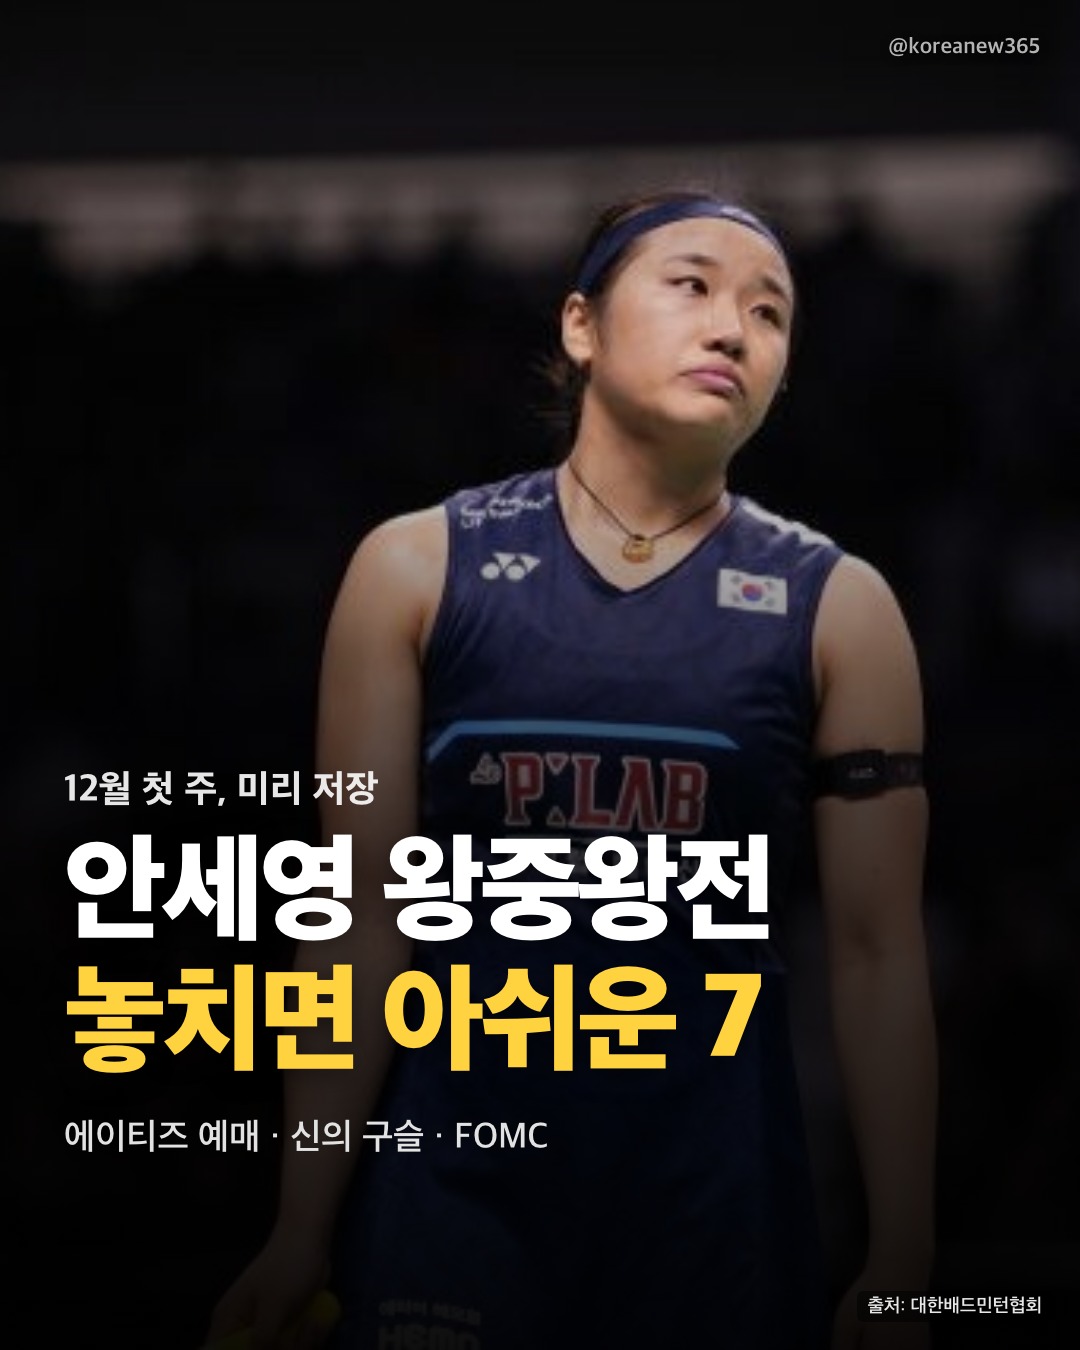 @koreanew365
P:LAB
12월 첫 주, 미리 저장
안세영 왕중왕전
놓치면 아쉬운 7
에이티즈 예매 · 신의 구슬 · FOMC
출처: 대한배드민턴협회